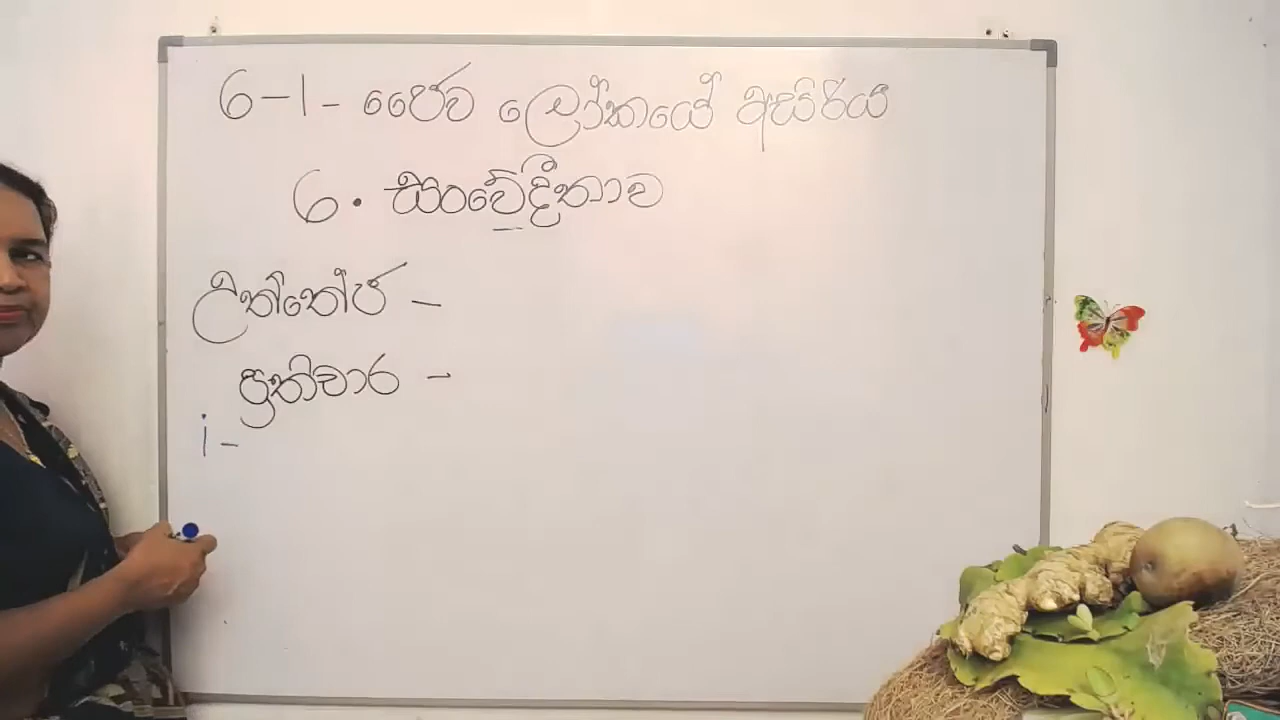 6-1- ජෛව ලෝකයේ අසිරිය
6. සංවේදීතාව
උත්තේජ -
ප්‍රතිචාර -
i -